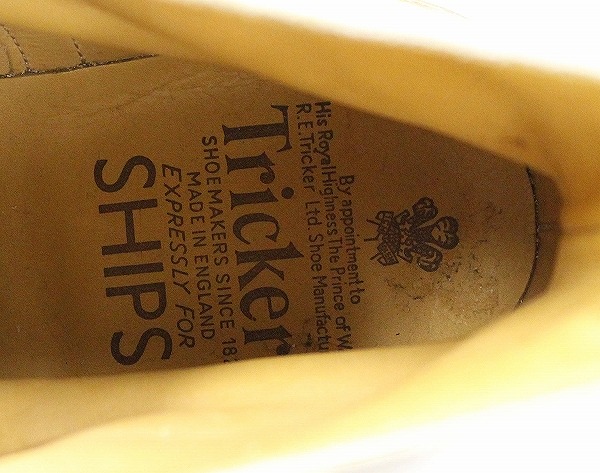 By appointment to
His Royal Highness The Prince of
R.E.Tricker Ltd. Shoe
Tricker
SHOEMAKERS SINCE
MADE IN ENGLAND
EXPRESSLY FOR
SHIPS